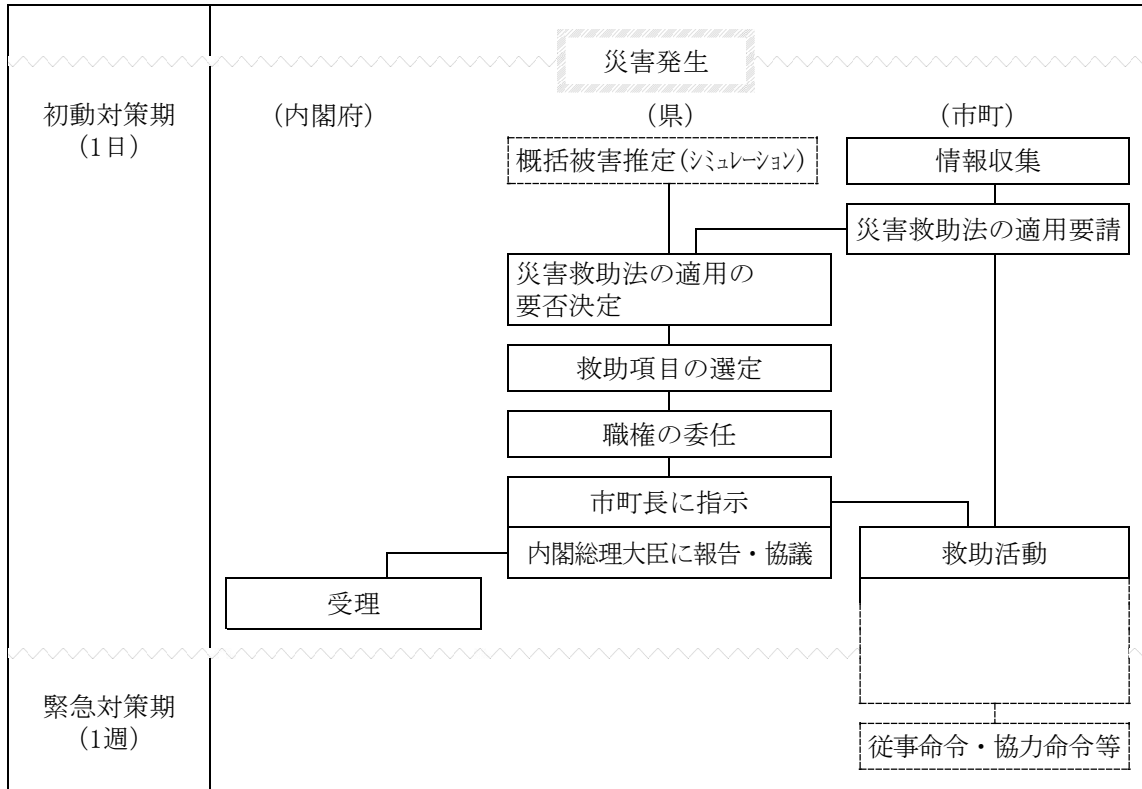 災害発生
初動対策期
(1日)
(内閣府)
(県)
(市町)
概括被害推定(シミュレーション)
情報収集
災害救助法の適用要請
災害救助法の適用の
要否決定
救助項目の選定
職権の委任
市町長に指示
内閣総理大臣に報告・協議
救助活動
受理
緊急対策期
(1週)
従事命令・協力命令等